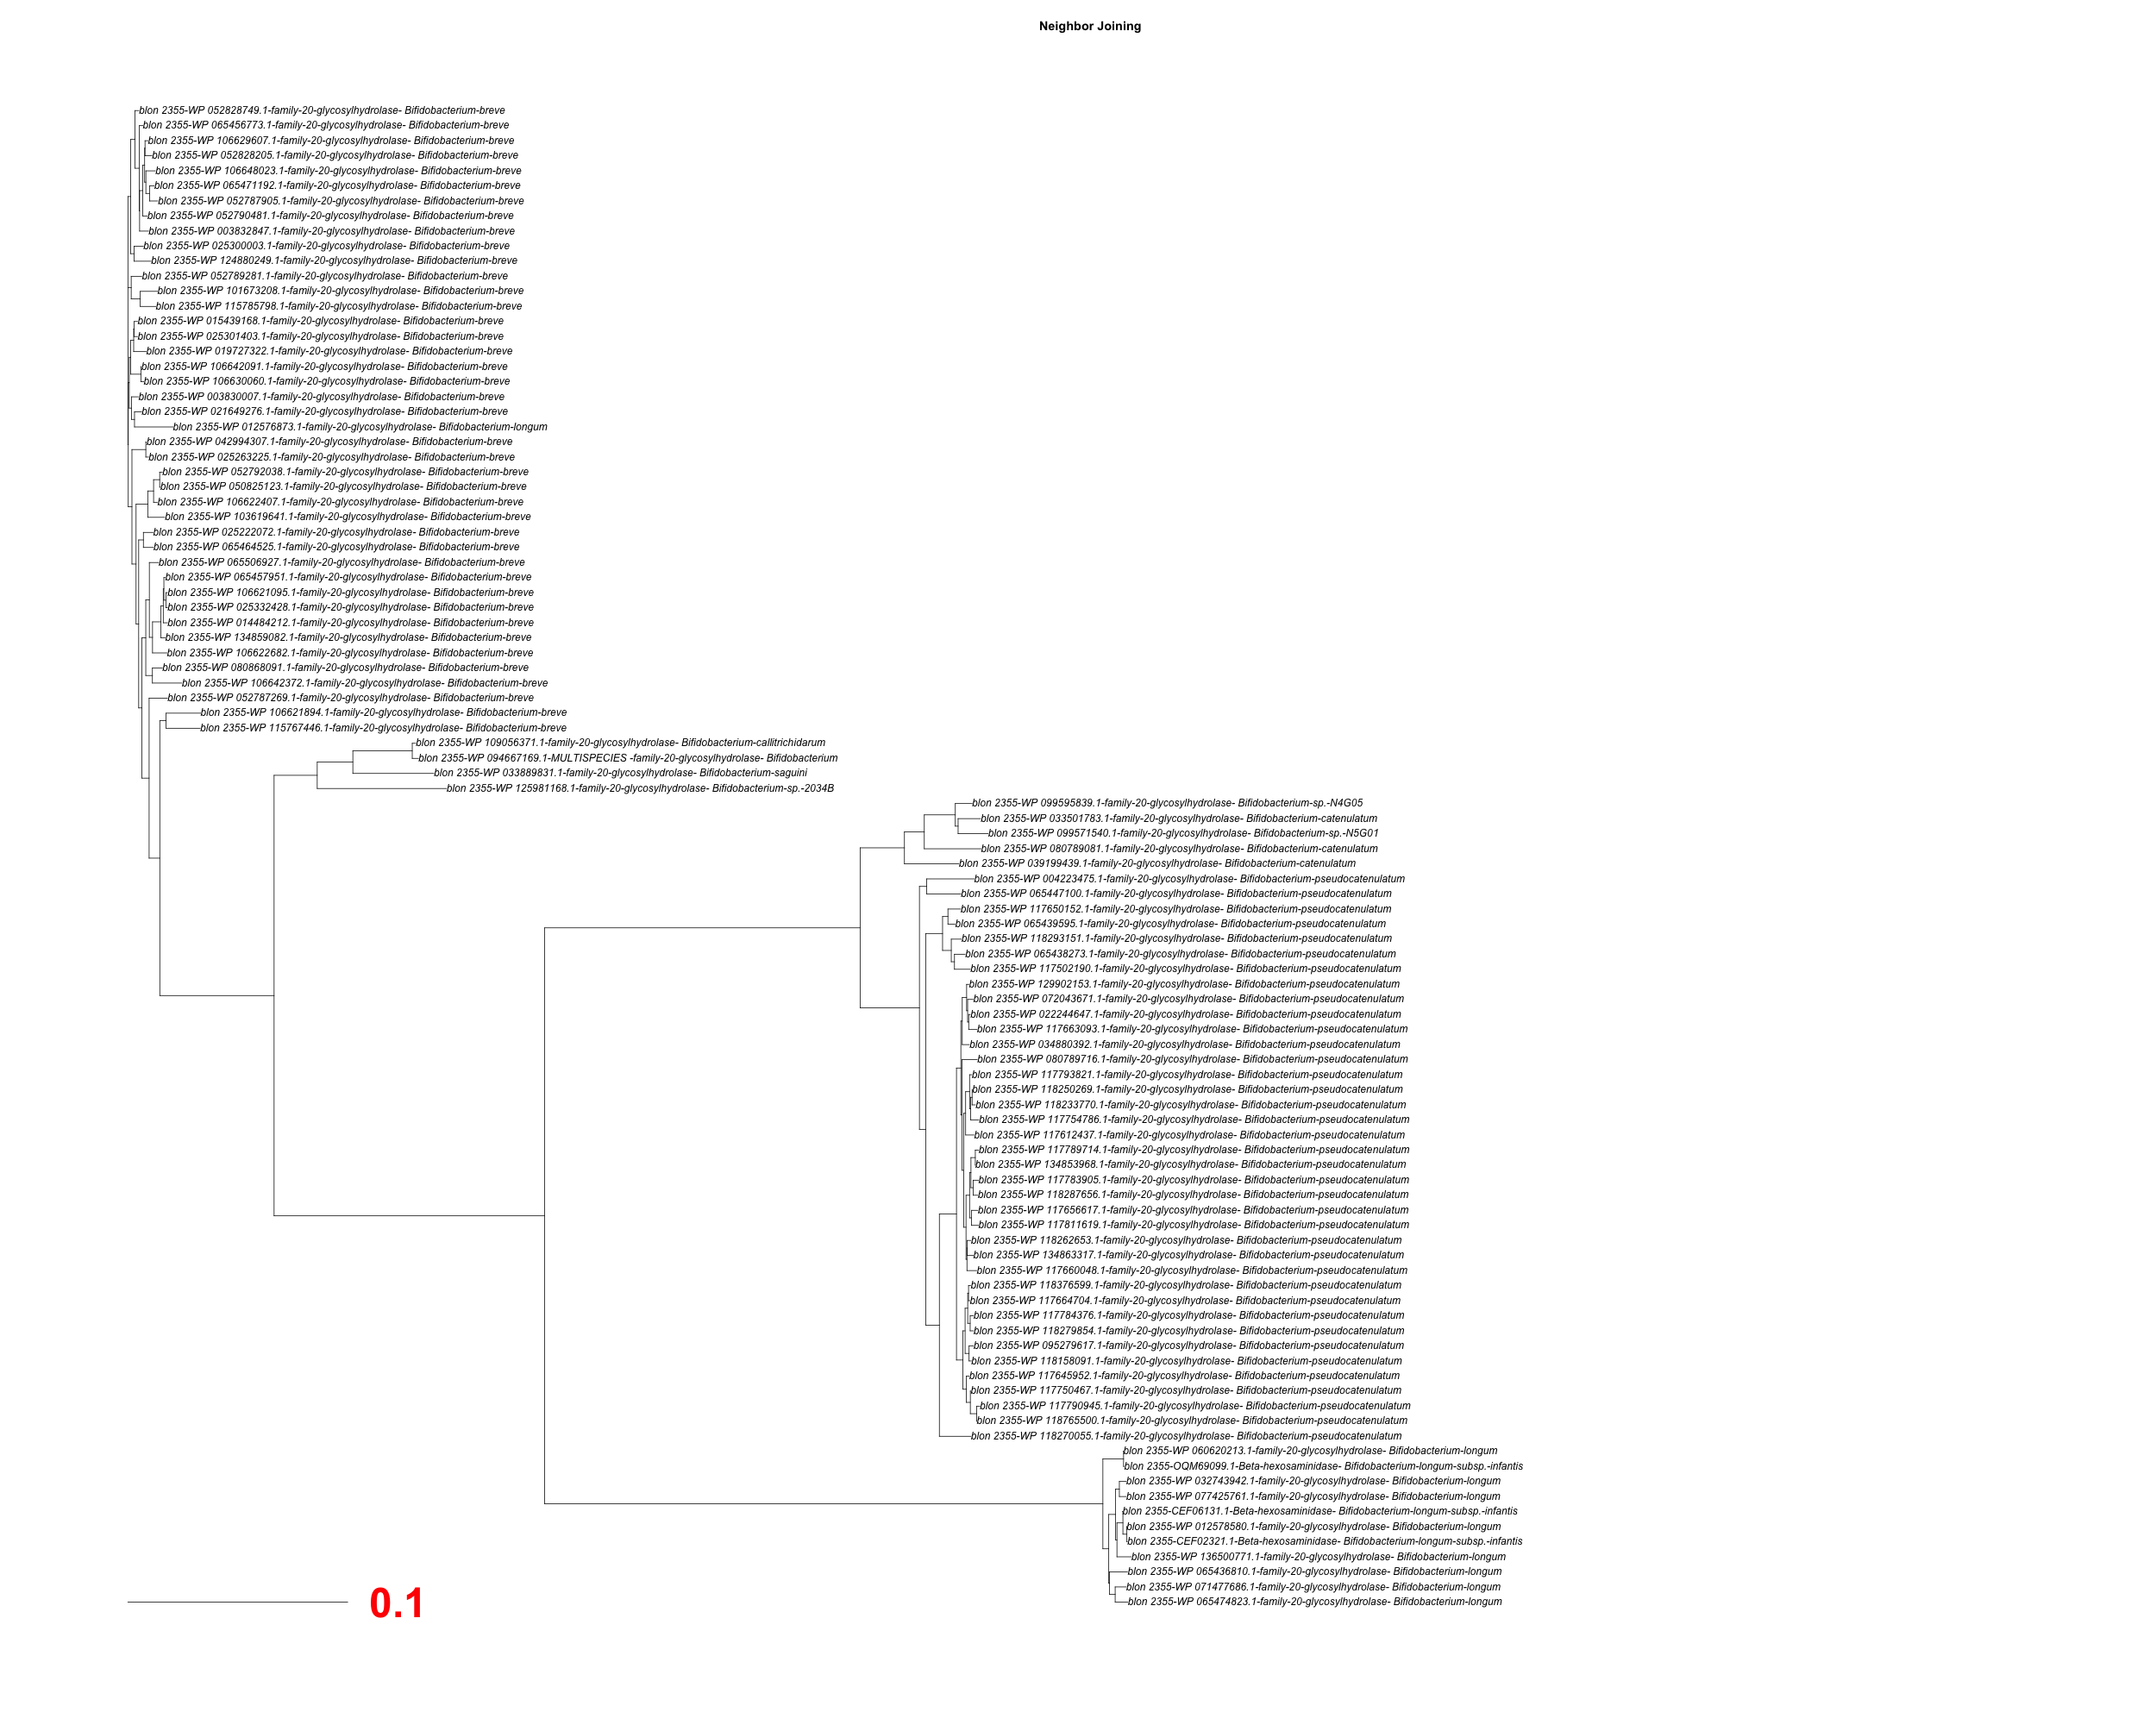 Neighbor Joining
blon 2355-WP 052828749.1-family-20-glycosylhydrolase- Bifidobacterium-breve
blon 2355-WP 065456773.1-family-20-glycosylhydrolase- Bifidobacterium-breve
blon 2355-WP 106629607.1-family-20-glycosylhydrolase- Bifidobacterium-breve
blon 2355-WP 052828205.1-family-20-glycosylhydrolase- Bifidobacterium-breve
blon 2355-WP 106648023.1-family-20-glycosylhydrolase- Bifidobacterium-breve
blon 2355-WP 065471192.1-family-20-glycosylhydrolase- Bifidobacterium-breve
blon 2355-WP 052787905.1-family-20-glycosylhydrolase- Bifidobacterium-breve
blon 2355-WP 052790481.1-family-20-glycosylhydrolase- Bifidobacterium-breve
blon 2355-WP 003832847.1-family-20-glycosylhydrolase- Bifidobacterium-breve
blon 2355-WP 025300003.1-family-20-glycosylhydrolase- Bifidobacterium-breve
blon 2355-WP 124880249.1-family-20-glycosylhydrolase- Bifidobacterium-breve
blon 2355-WP 052789281.1-family-20-glycosylhydrolase- Bifidobacterium-breve
blon 2355-WP 101673208.1-family-20-glycosylhydrolase- Bifidobacterium-breve
blon 2355-WP 115785798.1-family-20-glycosylhydrolase- Bifidobacterium-breve
blon 2355-WP 015439168.1-family-20-glycosylhydrolase- Bifidobacterium-breve
blon 2355-WP 025301403.1-family-20-glycosylhydrolase- Bifidobacterium-breve
blon 2355-WP 019727322.1-family-20-glycosylhydrolase- Bifidobacterium-breve
blon 2355-WP 106642091.1-family-20-glycosylhydrolase- Bifidobacterium-breve
blon 2355-WP 106630060.1-family-20-glycosylhydrolase- Bifidobacterium-breve
blon 2355-WP 003830007.1-family-20-glycosylhydrolase- Bifidobacterium-breve
blon 2355-WP 021649276.1-family-20-glycosylhydrolase- Bifidobacterium-breve
blon 2355-WP 012576873.1-family-20-glycosylhydrolase- Bifidobacterium-longum
blon 2355-WP 042994307.1-family-20-glycosylhydrolase- Bifidobacterium-breve
blon 2355-WP 025263225.1-family-20-glycosylhydrolase- Bifidobacterium-breve
blon 2355-WP 052792038.1-family-20-glycosylhydrolase- Bifidobacterium-breve
blon 2355-WP 050825123.1-family-20-glycosylhydrolase- Bifidobacterium-breve
blon 2355-WP 106622407.1-family-20-glycosylhydrolase- Bifidobacterium-breve
blon 2355-WP 103619641.1-family-20-glycosylhydrolase- Bifidobacterium-breve
blon 2355-WP 025222072.1-family-20-glycosylhydrolase- Bifidobacterium-breve
blon 2355-WP 065464525.1-family-20-glycosylhydrolase- Bifidobacterium-breve
blon 2355-WP 065506927.1-family-20-glycosylhydrolase- Bifidobacterium-breve
blon 2355-WP 065457951.1-family-20-glycosylhydrolase- Bifidobacterium-breve
blon 2355-WP 106621095.1-family-20-glycosylhydrolase- Bifidobacterium-breve
blon 2355-WP 025332428.1-family-20-glycosylhydrolase- Bifidobacterium-breve
blon 2355-WP 014484212.1-family-20-glycosylhydrolase- Bifidobacterium-breve
blon 2355-WP 134859082.1-family-20-glycosylhydrolase- Bifidobacterium-breve
blon 2355-WP 106622682.1-family-20-glycosylhydrolase- Bifidobacterium-breve
blon 2355-WP 080868091.1-family-20-glycosylhydrolase- Bifidobacterium-breve
blon 2355-WP 106642372.1-family-20-glycosylhydrolase- Bifidobacterium-breve
blon 2355-WP 052787269.1-family-20-glycosylhydrolase- Bifidobacterium-breve
blon 2355-WP 106621894.1-family-20-glycosylhydrolase- Bifidobacterium-breve
blon 2355-WP 115767446.1-family-20-glycosylhydrolase- Bifidobacterium-breve
blon 2355-WP 109056371.1-family-20-glycosylhydrolase- Bifidobacterium-callitrichidarum
blon 2355-WP 094667169.1-MULTISPECIES -family-20-glycosylhydrolase- Bifidobacterium
blon 2355-WP 033889831.1-family-20-glycosylhydrolase- Bifidobacterium-saguini
blon 2355-WP 125981168.1-family-20-glycosylhydrolase- Bifidobacterium-sp.-2034B
blon 2355-WP 099595839.1-family-20-glycosylhydrolase- Bifidobacterium-sp.-N4G05
blon 2355-WP 033501783.1-family-20-glycosylhydrolase- Bifidobacterium-catenulatum
blon 2355-WP 099571540.1-family-20-glycosylhydrolase- Bifidobacterium-sp.-N5G01
blon 2355-WP 080789081.1-family-20-glycosylhydrolase- Bifidobacterium-catenulatum
blon 2355-WP 039199439.1-family-20-glycosylhydrolase- Bifidobacterium-catenulatum
blon 2355-WP 004223475.1-family-20-glycosylhydrolase- Bifidobacterium-pseudocatenulatum
blon 2355-WP 065447100.1-family-20-glycosylhydrolase- Bifidobacterium-pseudocatenulatum
blon 2355-WP 117650152.1-family-20-glycosylhydrolase- Bifidobacterium-pseudocatenulatum
blon 2355-WP 065439595.1-family-20-glycosylhydrolase- Bifidobacterium-pseudocatenulatum
blon 2355-WP 118293151.1-family-20-glycosylhydrolase- Bifidobacterium-pseudocatenulatum
blon 2355-WP 065438273.1-family-20-glycosylhydrolase- Bifidobacterium-pseudocatenulatum
blon 2355-WP 117502190.1-family-20-glycosylhydrolase- Bifidobacterium-pseudocatenulatum
blon 2355-WP 129902153.1-family-20-glycosylhydrolase- Bifidobacterium-pseudocatenulatum
blon 2355-WP 072043671.1-family-20-glycosylhydrolase- Bifidobacterium-pseudocatenulatum
blon 2355-WP 022244647.1-family-20-glycosylhydrolase- Bifidobacterium-pseudocatenulatum
blon 2355-WP 117663093.1-family-20-glycosylhydrolase- Bifidobacterium-pseudocatenulatum
blon 2355-WP 034880392.1-family-20-glycosylhydrolase- Bifidobacterium-pseudocatenulatum
blon 2355-WP 080789716.1-family-20-glycosylhydrolase- Bifidobacterium-pseudocatenulatum
blon 2355-WP 117793821.1-family-20-glycosylhydrolase- Bifidobacterium-pseudocatenulatum
blon 2355-WP 118250269.1-family-20-glycosylhydrolase- Bifidobacterium-pseudocatenulatum
blon 2355-WP 118233770.1-family-20-glycosylhydrolase- Bifidobacterium-pseudocatenulatum
blon 2355-WP 117754786.1-family-20-glycosylhydrolase- Bifidobacterium-pseudocatenulatum
blon 2355-WP 117612437.1-family-20-glycosylhydrolase- Bifidobacterium-pseudocatenulatum
blon 2355-WP 117789714.1-family-20-glycosylhydrolase- Bifidobacterium-pseudocatenulatum
blon 2355-WP 134853968.1-family-20-glycosylhydrolase- Bifidobacterium-pseudocatenulatum
blon 2355-WP 117783905.1-family-20-glycosylhydrolase- Bifidobacterium-pseudocatenulatum
blon 2355-WP 118287656.1-family-20-glycosylhydrolase- Bifidobacterium-pseudocatenulatum
blon 2355-WP 117656617.1-family-20-glycosylhydrolase- Bifidobacterium-pseudocatenulatum
blon 2355-WP 117811619.1-family-20-glycosylhydrolase- Bifidobacterium-pseudocatenulatum
blon 2355-WP 118262653.1-family-20-glycosylhydrolase- Bifidobacterium-pseudocatenulatum
blon 2355-WP 134863317.1-family-20-glycosylhydrolase- Bifidobacterium-pseudocatenulatum
blon 2355-WP 117660048.1-family-20-glycosylhydrolase- Bifidobacterium-pseudocatenulatum
blon 2355-WP 118376599.1-family-20-glycosylhydrolase- Bifidobacterium-pseudocatenulatum
blon 2355-WP 117664704.1-family-20-glycosylhydrolase- Bifidobacterium-pseudocatenulatum
blon 2355-WP 117784376.1-family-20-glycosylhydrolase- Bifidobacterium-pseudocatenulatum
blon 2355-WP 118279854.1-family-20-glycosylhydrolase- Bifidobacterium-pseudocatenulatum
blon 2355-WP 095279617.1-family-20-glycosylhydrolase- Bifidobacterium-pseudocatenulatum
blon 2355-WP 118158091.1-family-20-glycosylhydrolase- Bifidobacterium-pseudocatenulatum
blon 2355-WP 117645952.1-family-20-glycosylhydrolase- Bifidobacterium-pseudocatenulatum
blon 2355-WP 117750467.1-family-20-glycosylhydrolase- Bifidobacterium-pseudocatenulatum
blon 2355-WP 117790945.1-family-20-glycosylhydrolase- Bifidobacterium-pseudocatenulatum
blon 2355-WP 118765500.1-family-20-glycosylhydrolase- Bifidobacterium-pseudocatenulatum
blon 2355-WP 118270055.1-family-20-glycosylhydrolase- Bifidobacterium-pseudocatenulatum
blon 2355-WP 060620213.1-family-20-glycosylhydrolase- Bifidobacterium-longum
blon 2355-OQM69099.1-Beta-hexosaminidase- Bifidobacterium-longum-subsp.-infantis
blon 2355-WP 032743942.1-family-20-glycosylhydrolase- Bifidobacterium-longum
blon 2355-WP 077425761.1-family-20-glycosylhydrolase- Bifidobacterium-longum
blon 2355-CEF06131.1-Beta-hexosaminidase- Bifidobacterium-longum-subsp.-infantis
blon 2355-WP 012578580.1-family-20-glycosylhydrolase- Bifidobacterium-longum
blon 2355-CEF02321.1-Beta-hexosaminidase- Bifidobacterium-longum-subsp.-infantis
blon 2355-WP 136500771.1-family-20-glycosylhydrolase- Bifidobacterium-longum
blon 2355-WP 065436810.1-family-20-glycosylhydrolase- Bifidobacterium-longum
blon 2355-WP 071477686.1-family-20-glycosylhydrolase- Bifidobacterium-longum
blon 2355-WP 065474823.1-family-20-glycosylhydrolase- Bifidobacterium-longum
0.1